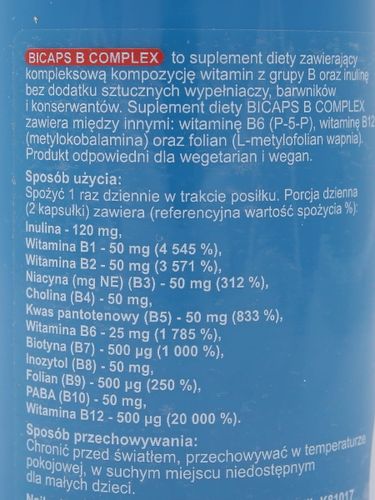 BICAPS B COMPLEX to suplement diety zawierający
kompleksową kompozycję witamin z grupy B oraz inulinę
bez dodatku sztucznych wypełniaczy, barwników
i konserwantów. Suplement diety BICAPS B COMPLEX
zawiera między innymi: witaminę B6 (P-5-P), witaminę B12
(metylokobalamina) oraz folian (L-metylofolian wapnia).
Produkt odpowiedni dla wegetarian i wegan.
Sposób użycia:
Spożyć 1 raz dziennie w trakcie posiłku. Porcja dzienna
(2 kapsułki) zawiera (referencyjna wartość spożycia %):
Inulina - 120 mg,
Witamina B1 - 50 mg (4 545 %),
Witamina B2 - 50 mg (3 571 %),
Niacyna (mg NE) (B3) - 50 mg (312 %),
Cholina (B4) - 50 mg,
Kwas pantotenowy (B5) - 50 mg (833 %),
Witamina B6 - 25 mg (1 785 %),
Biotyna (B7) - 500 µg (1 000 %),
Inozytol (B8) - 50 mg,
Folian (B9) - 500 µg (250 %),
PABA (B10) - 50 mg,
Witamina B12 - 500 µg (20 000 %).
Sposób przechowywania:
Chronić przed światłem, przechowywać w temperaturze
pokojowej, w suchym miejscu niedostępnym
dla małych dzieci.
K81017